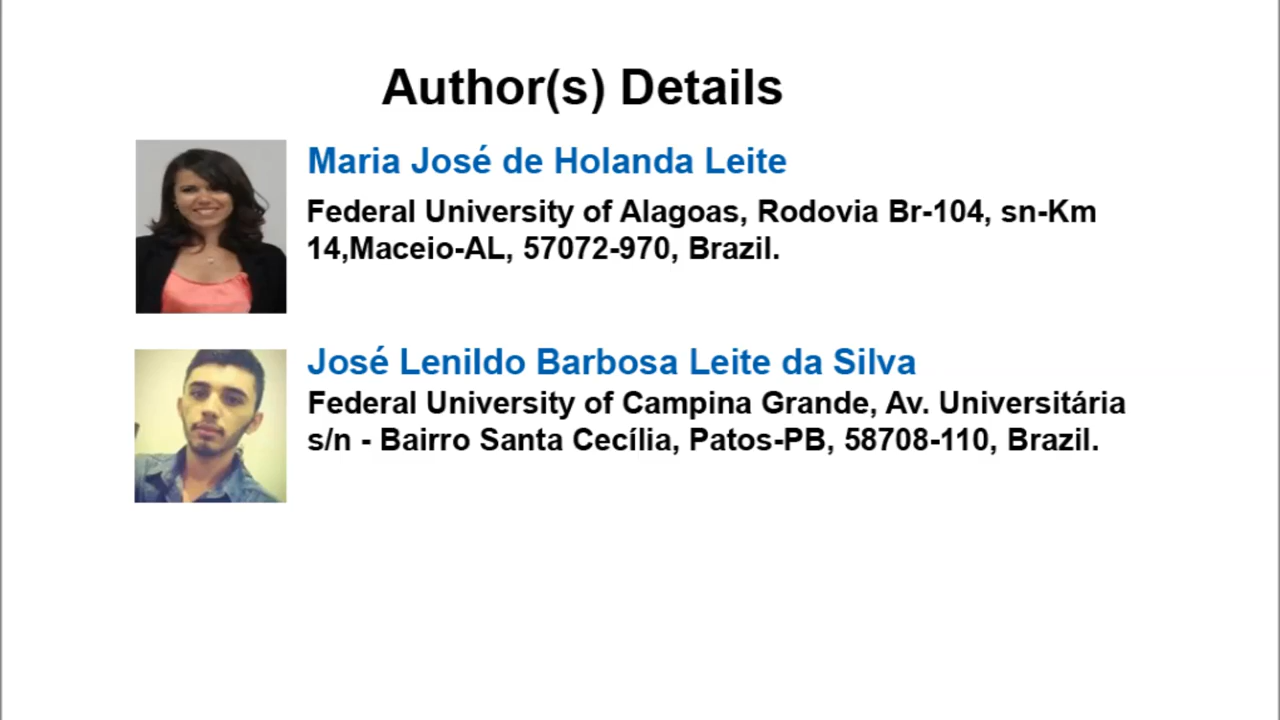 Author(s) Details
Maria José de Holanda Leite
Federal University of Alagoas, Rodovia Br-104, sn-Km
14,Maceio-AL, 57072-970, Brazil.
José Lenildo Barbosa Leite da Silva
Federal University of Campina Grande, Av. Universitária
s/n - Bairro Santa Cecília, Patos-PB, 58708-110, Brazil.